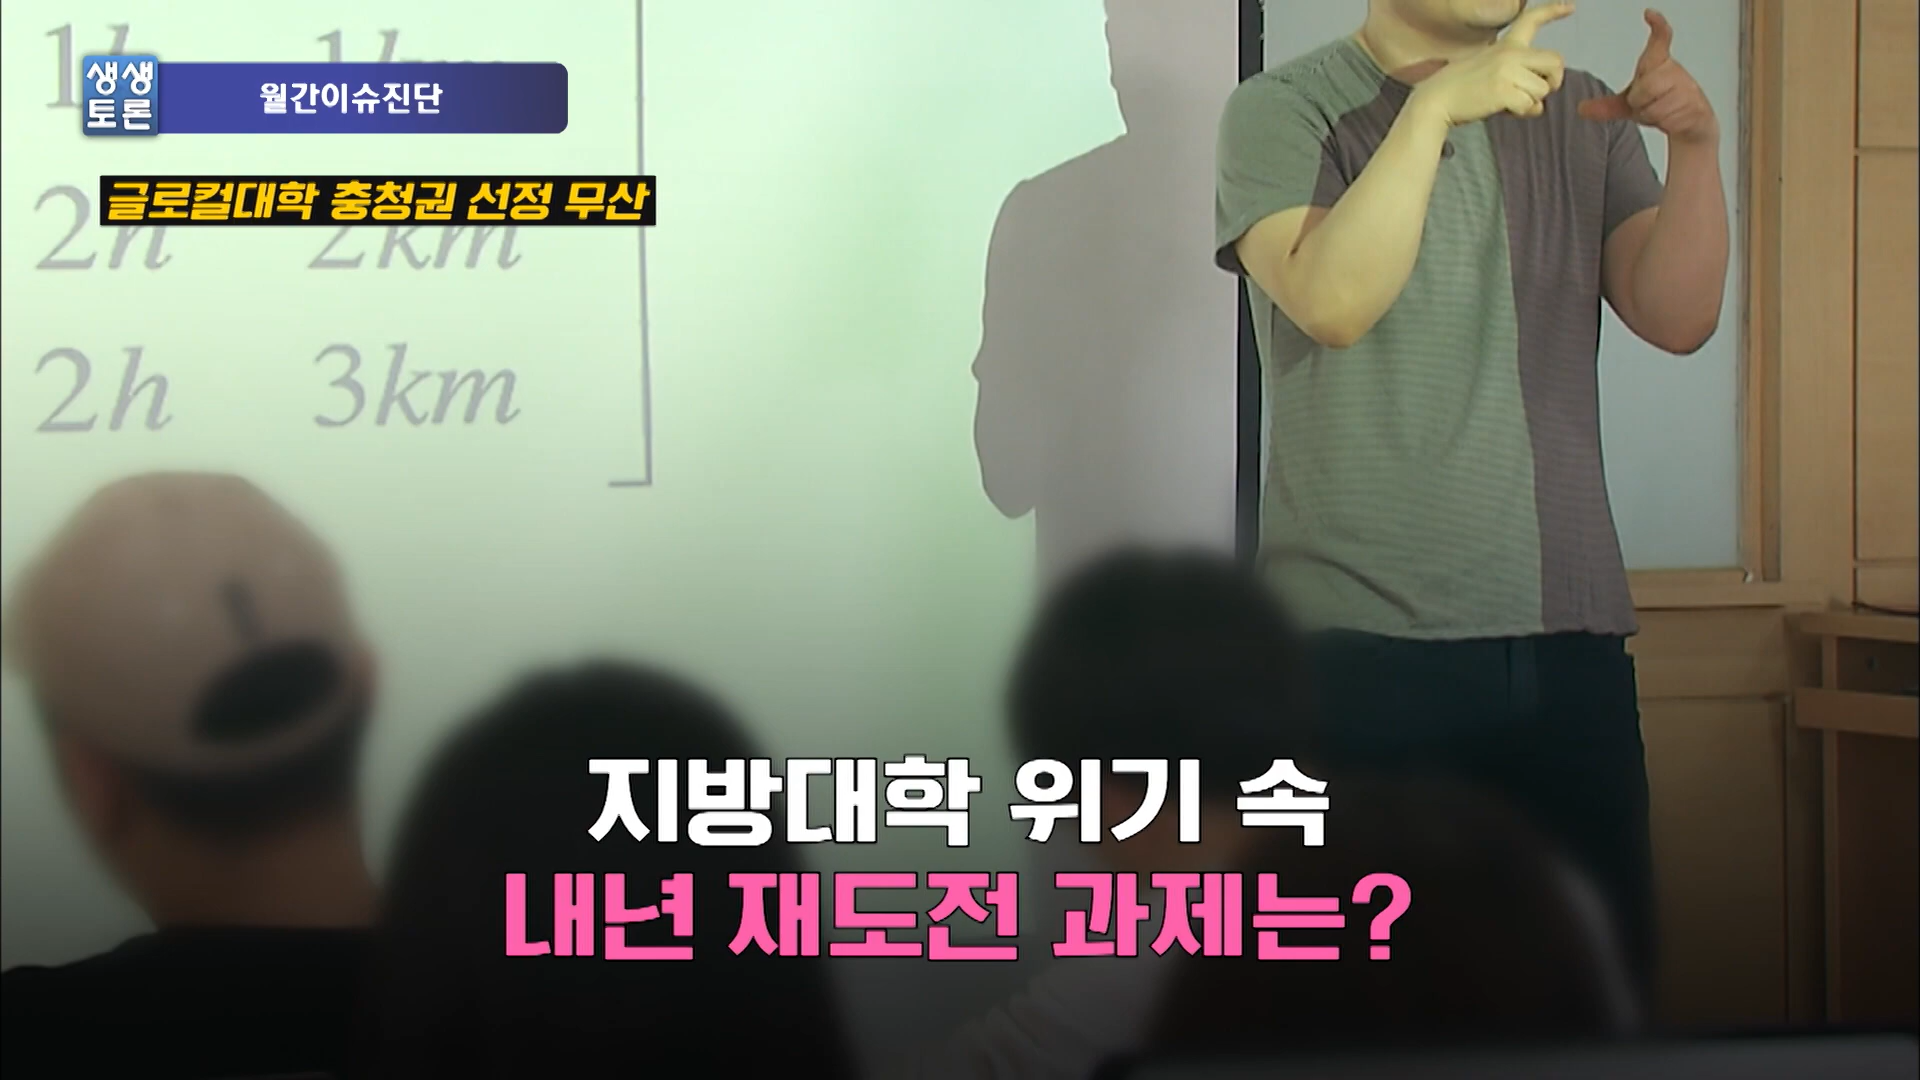 1h 1km
생생
토론
월간이슈진단
글로컬대학 충청권 선정 무산
2h 2km
2h 3km
지방대학 위기 속
내년 재도전 과제는?